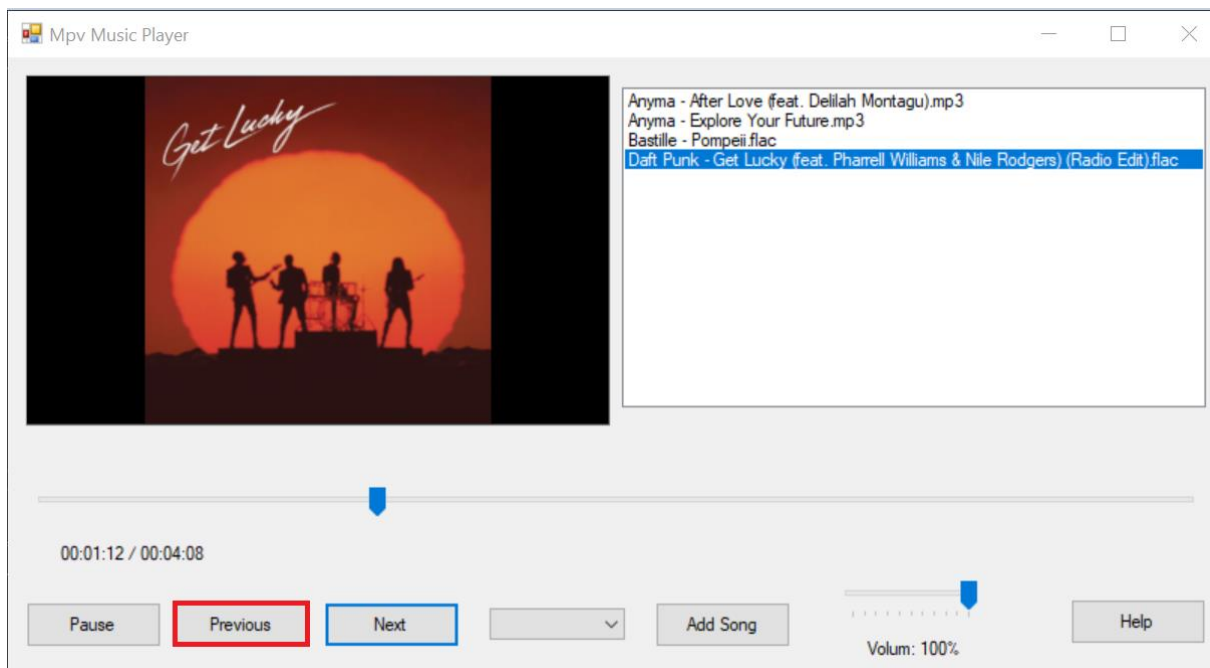 Mpv Music Player
Get Lucky
Anyma - After Love (feat. Delilah Montagu).mp3
Anyma - Explore Your Future.mp3
Bastille - Pompeii.flac
Daft Punk - Get Lucky (feat. Pharrell Williams & Nile Rodgers) (Radio Edit).flac
00:01:12 / 00:04:08
Pause
Previous
Next
Add Song
Volum: 100%
Help